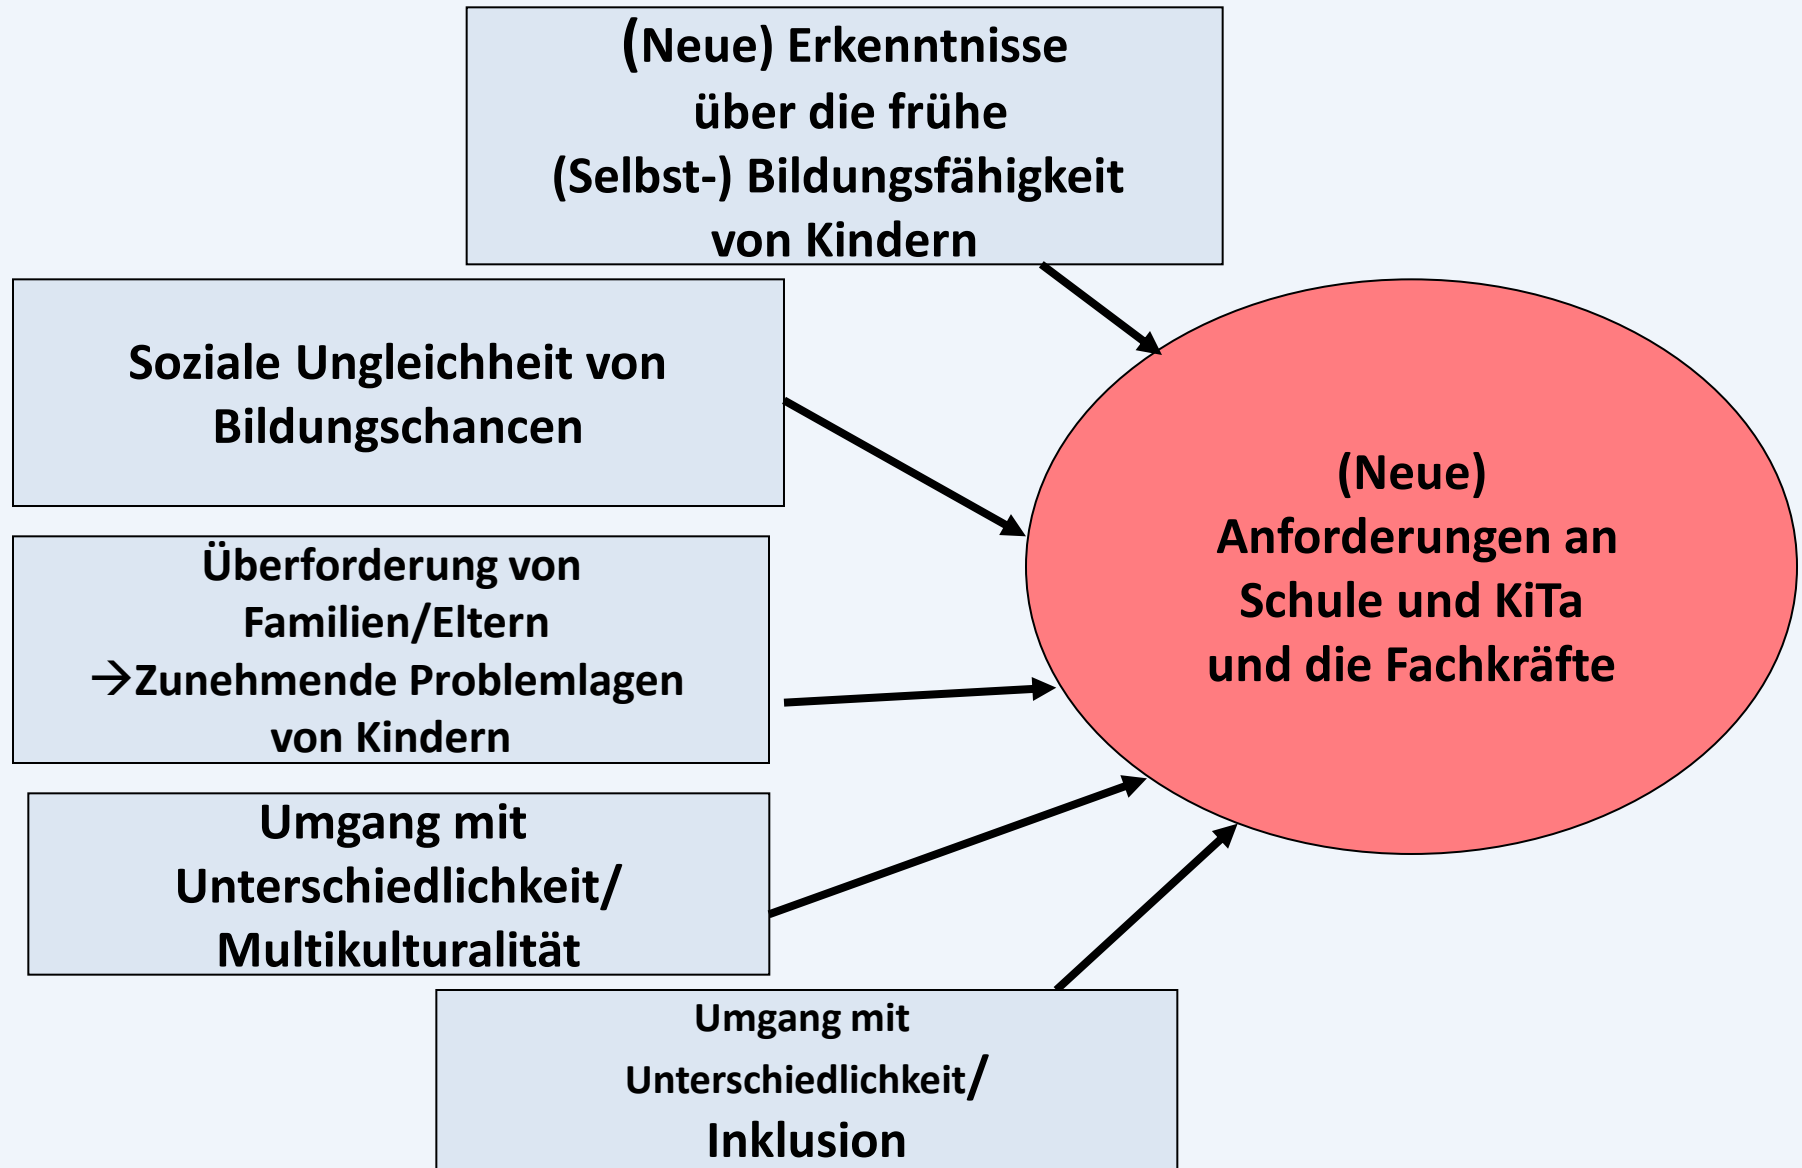 (Neue) Erkenntnisse
über die frühe
(Selbst-) Bildungsfähigkeit
von Kindern
Soziale Ungleichheit von
Bildungschancen
Überforderung von
Familien/Eltern
→Zunehmende Problemlagen
von Kindern
Umgang mit
Unterschiedlichkeit/
Multikulturalität
Umgang mit
Unterschiedlichkeit/
Inklusion
(Neue)
Anforderungen an
Schule und KiTa
und die Fachkräfte